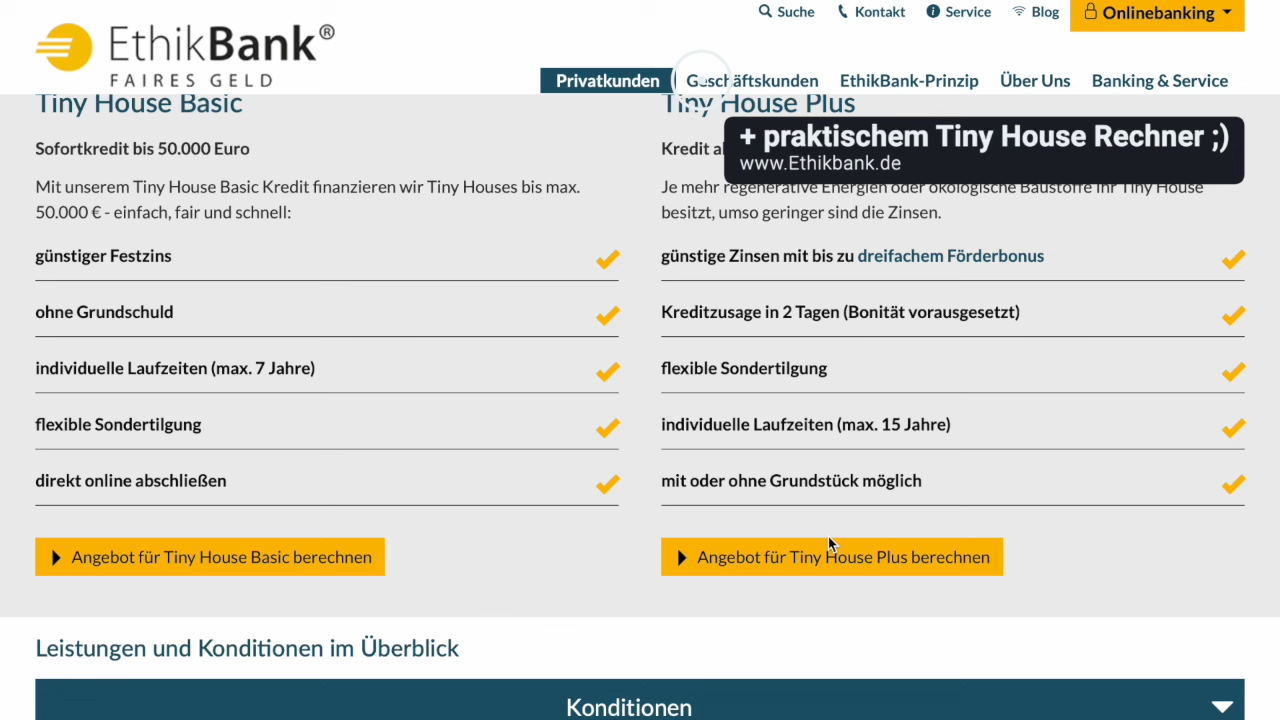 Suche
Kontakt
Service
Blog
Onlinebanking
EthikBank®
FAIRES GELD
Privatkunden
Geschäftskunden
EthikBank-Prinzip
Über Uns
Banking & Service
Tiny House Basic
Sofortkredit bis 50.000 Euro
Mit unserem Tiny House Basic Kredit finanzieren wir Tiny Houses bis max.
50.000 € - einfach, fair und schnell:
günstiger Festzins
ohne Grundschuld
individuelle Laufzeiten (max. 7 Jahre)
flexible Sondertilgung
direkt online abschließen
Angebot für Tiny House Basic berechnen
Tiny House Plus
+ praktischem Tiny House Rechner ;)
www.Ethikbank.de
Kredit
Je mehr regenerative Energien oder ökologische Baustoffe Ihr Tiny House
besitzt, umso geringer sind die Zinsen.
günstige Zinsen mit bis zu dreifachem Förderbonus
Kreditzusage in 2 Tagen (Bonität vorausgesetzt)
flexible Sondertilgung
individuelle Laufzeiten (max. 15 Jahre)
mit oder ohne Grundstück möglich
Angebot für Tiny House Plus berechnen
Leistungen und Konditionen im Überblick
Konditionen